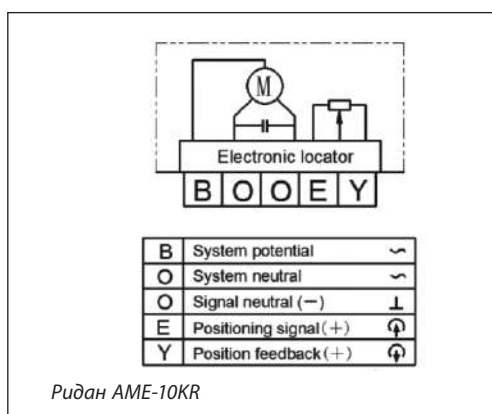 M
Electronic locator
B O O E Y
B System potential ∽
O System neutral ∽
O Signal neutral (−) ⊥
E Positioning signal (+)
Y Position feedback (+)
Ридан AME-10KR